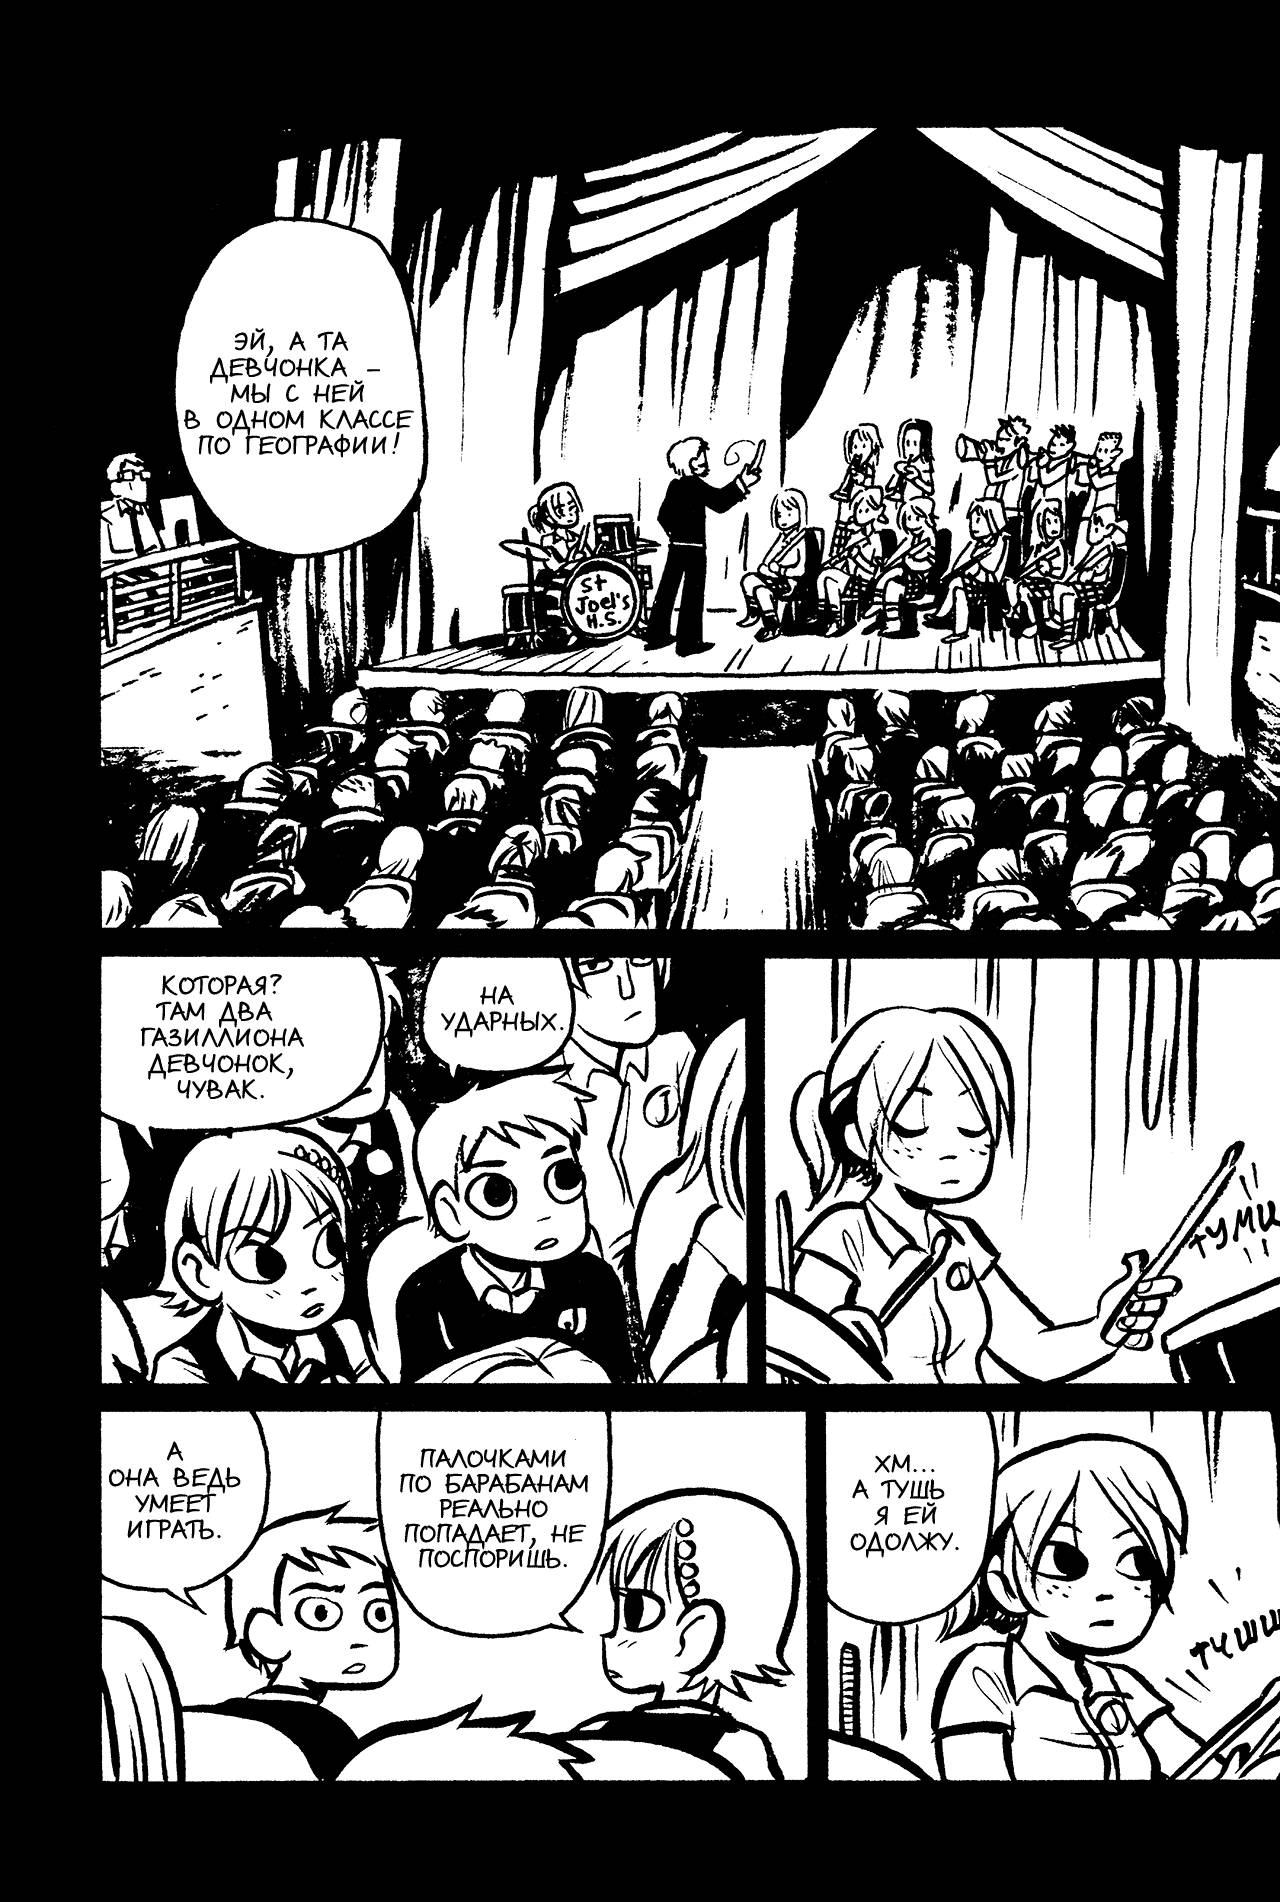 ЭЙ, А ТА
ДЕВЧОНКА –
МЫ С НЕЙ
В ОДНОМ КЛАССЕ
ПО ГЕОГРАФИИ!
St
Joel's
H.S.
КОТОРАЯ?
ТАМ ДВА
ГАЗИЛЛИОНА
ДЕВЧОНОК,
ЧУВАК.
НА
УДАРНЫХ.
J
ТУМЦ
А
ОНА ВЕДЬ
УМЕЕТ
ИГРАТЬ.
ПАЛОЧКАМИ
ПО БАРАБАНАМ
РЕАЛЬНО
ПОПАДАЕТ, НЕ
ПОСПОРИШЬ.
ХМ...
А ТУШЬ
Я ЕЙ
ОДОЛЖУ.